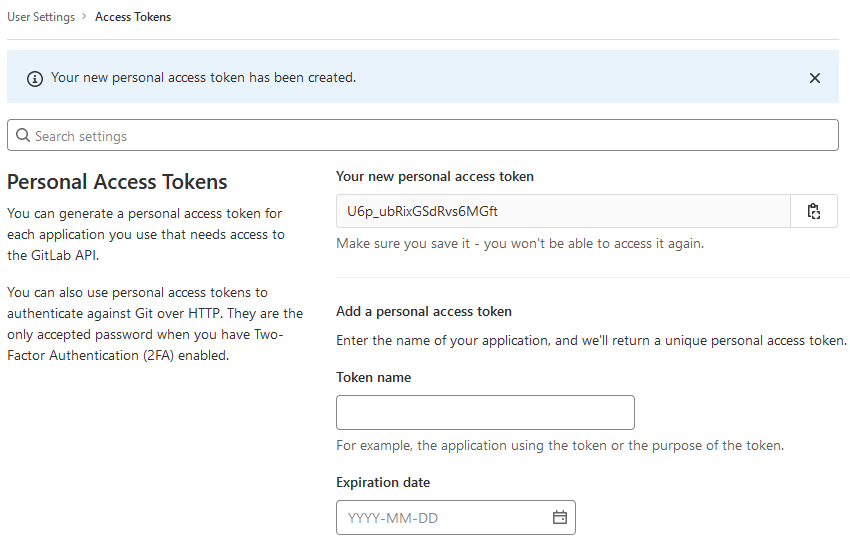 User Settings > Access Tokens
Your new personal access token has been created.
Search settings
Personal Access Tokens
You can generate a personal access token for
each application you use that needs access to
the GitLab API.
You can also use personal access tokens to
authenticate against Git over HTTP. They are the
only accepted password when you have Two-
Factor Authentication (2FA) enabled.
Your new personal access token
U6p_ubRixGSdRvs6MGft
Make sure you save it - you won't be able to access it again.
Add a personal access token
Enter the name of your application, and we'll return a unique personal access token.
Token name
For example, the application using the token or the purpose of the token.
Expiration date
YYYY-MM-DD